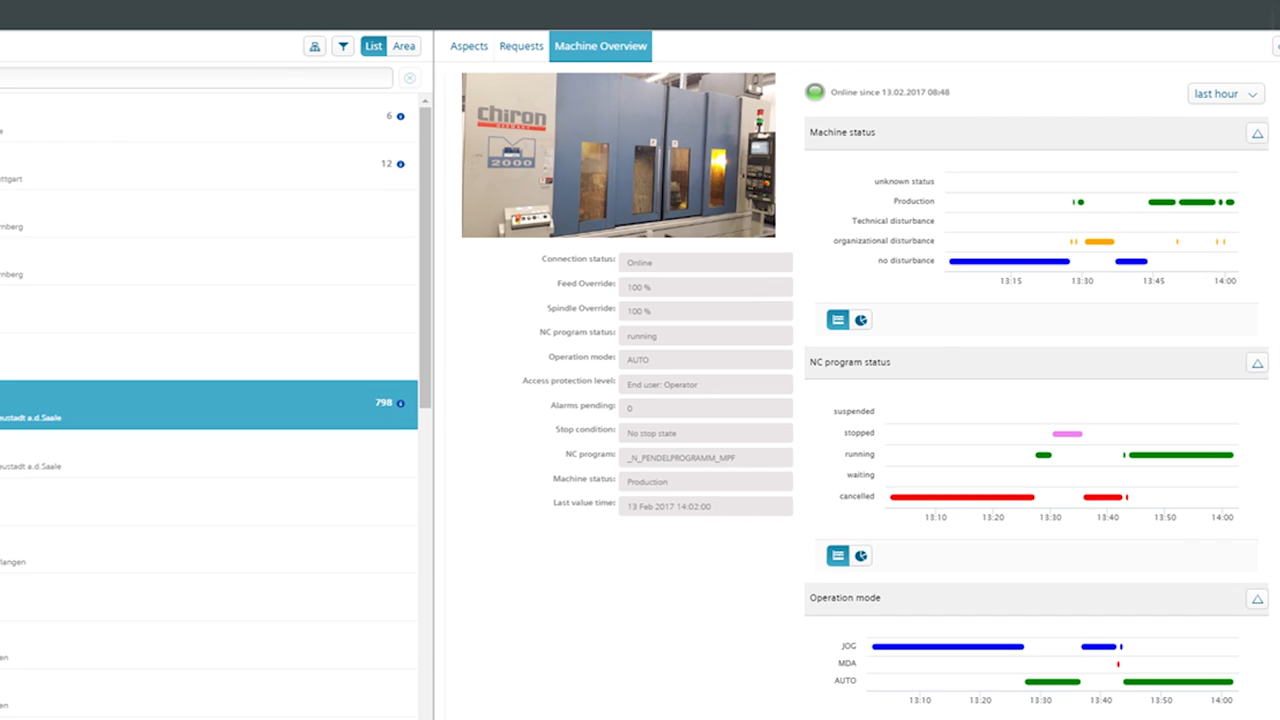 List Area
6
12
ttgart
rnberg
rnberg
798
eustadt a.d.Saale
eustadt a.d.Saale
langen
en
en
Aspects Requests Machine Overview
chiron
GERMANY
M
2000
Connection status: Online
Feed Override: 100 %
Spindle Override: 100 %
NC program status: running
Operation mode: AUTO
Access protection level: End user: Operator
Alarms pending: 0
Stop condition: No stop state
NC program: _N_PENDELPROGRAMM_MPF
Machine status: Production
Last value time: 13 Feb 2017 14:02:00
Online since 13.02.2017 08:48
last hour
Machine status
unknown status
Production
Technical disturbance
organizational disturbance
no disturbance
13:15 13:30 13:45 14:00
NC program status
suspended
stopped
running
waiting
cancelled
13:10 13:20 13:30 13:40 13:50 14:00
Operation mode
JOG
MDA
AUTO
13:10 13:20 13:30 13:40 13:50 14:00